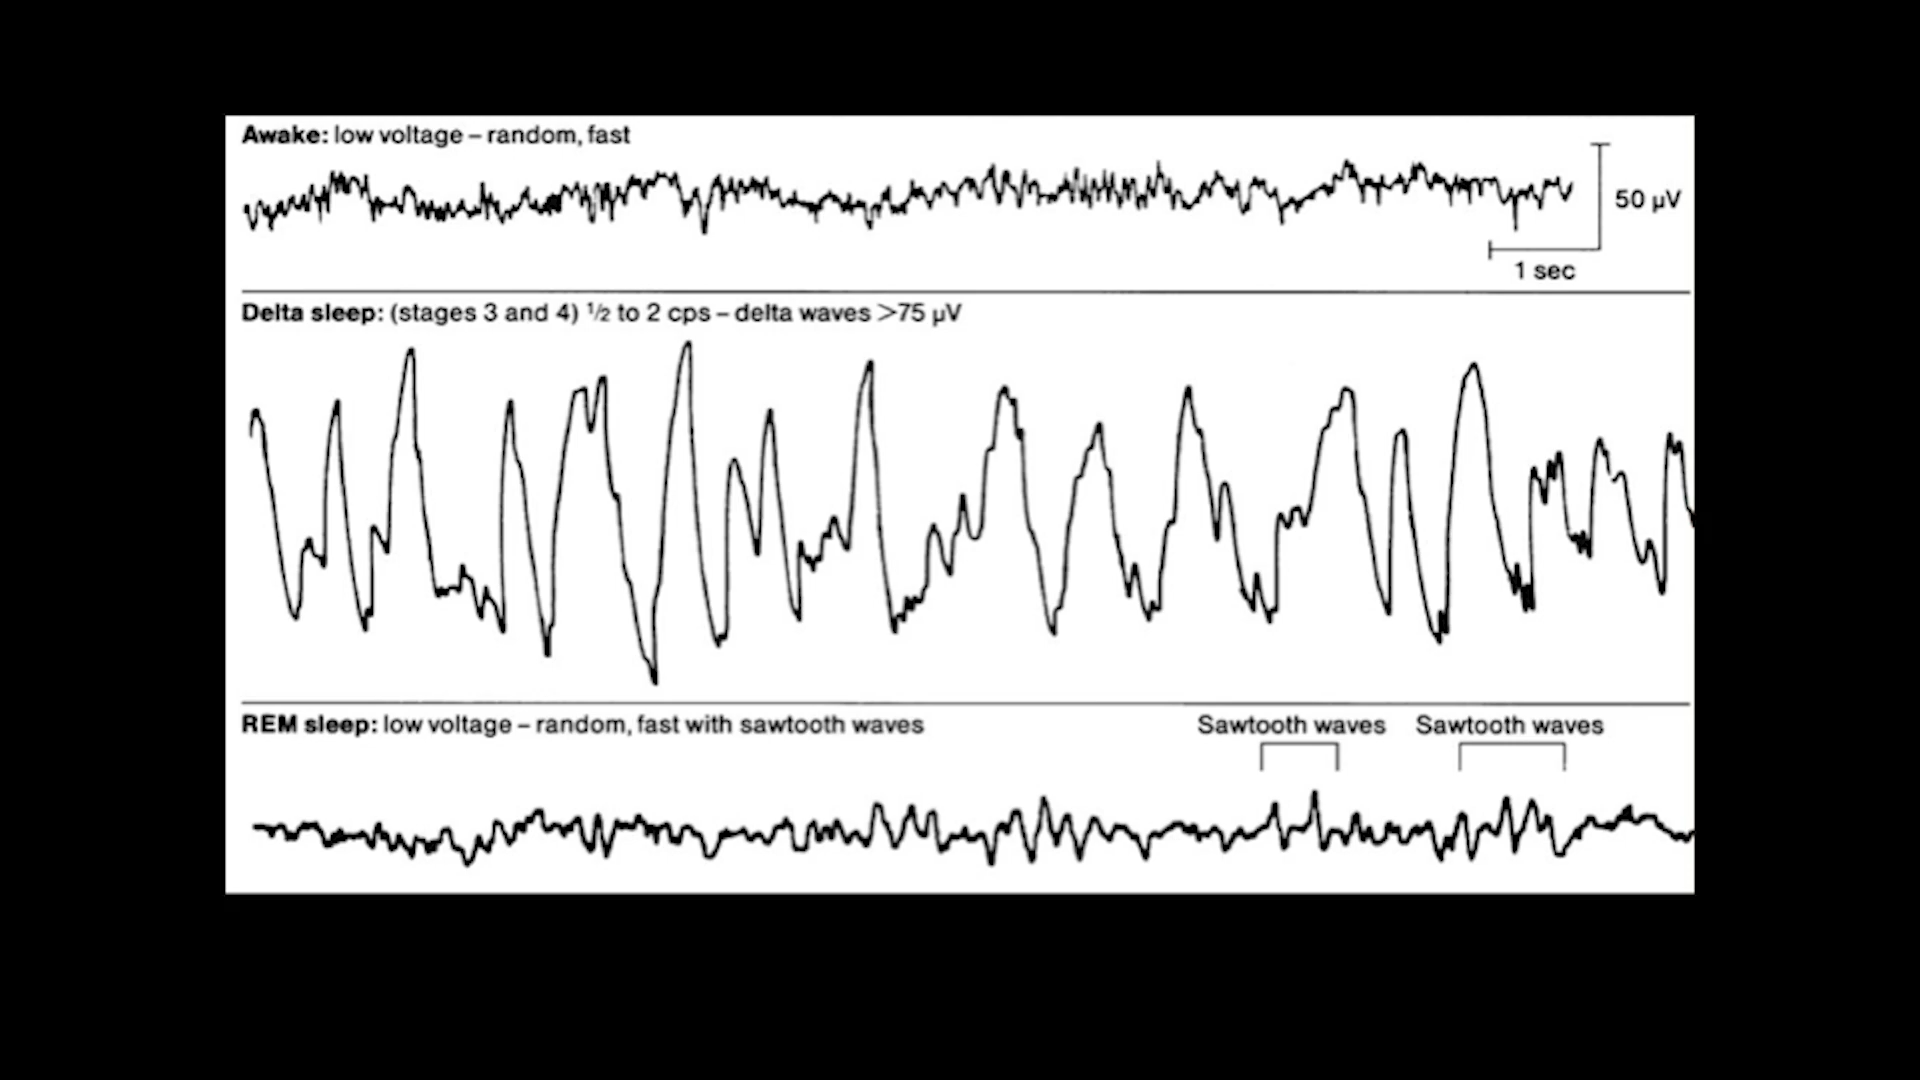 Awake: low voltage – random, fast
50 µV
1 sec
Delta sleep: (stages 3 and 4) ½ to 2 cps – delta waves >75 µV
REM sleep: low voltage – random, fast with sawtooth waves
Sawtooth waves
Sawtooth waves